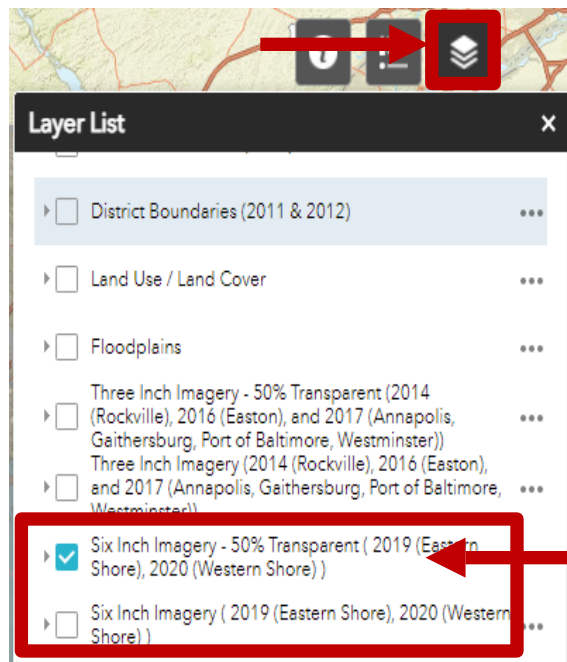 Layer List
District Boundaries (2011 & 2012)
Land Use / Land Cover
Floodplains
Three Inch Imagery - 50% Transparent (2014
(Rockville), 2016 (Easton), and 2017 (Annapolis,
Gaithersburg, Port of Baltimore, Westminster))
Three Inch Imagery (2014 (Rockville), 2016 (Easton),
and 2017 (Annapolis, Gaithersburg, Port of Baltimore,
Westminster))
Six Inch Imagery - 50% Transparent ( 2019 (Eastern
Shore), 2020 (Western Shore) )
Six Inch Imagery ( 2019 (Eastern Shore), 2020 (Western
Shore) )